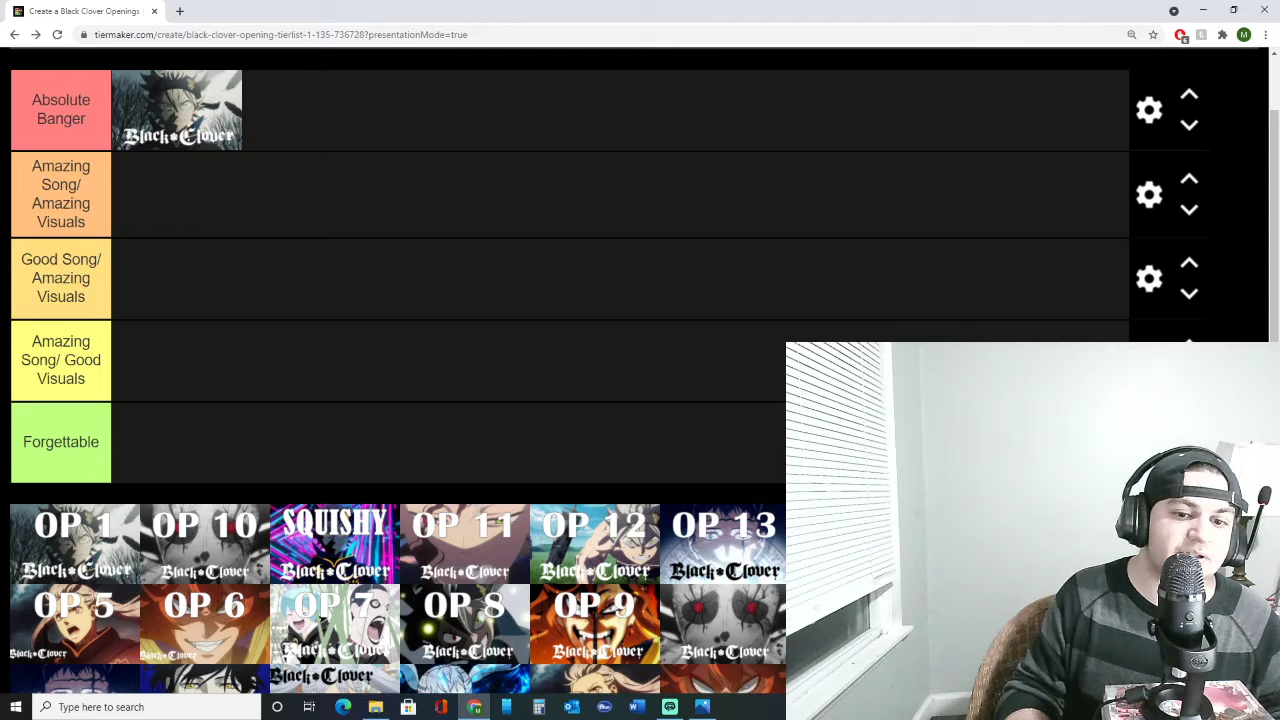 Create a Black Clover Openings
tiermaker.com/create/black-clover-opening-tierlist-1-135-736728?presentationMode=true
6
M
Absolute
Banger
Black Clover
Amazing
Song/
Amazing
Visuals
Good Song/
Amazing
Visuals
Amazing
Song/ Good
Visuals
Forgettable
OP 1
Black Clover
OP 10
Black Clover
SQUISHY
Black Clover
OP 11
Black Clover
OP 12
Black Clover
OP 13
Black Clover
OP 5
Black Clover
OP 6
Black Clover
OP 7
Black Clover
OP 8
Black Clover
OP 9
Black Clover
Black Clover
Black Clover
Type here to search